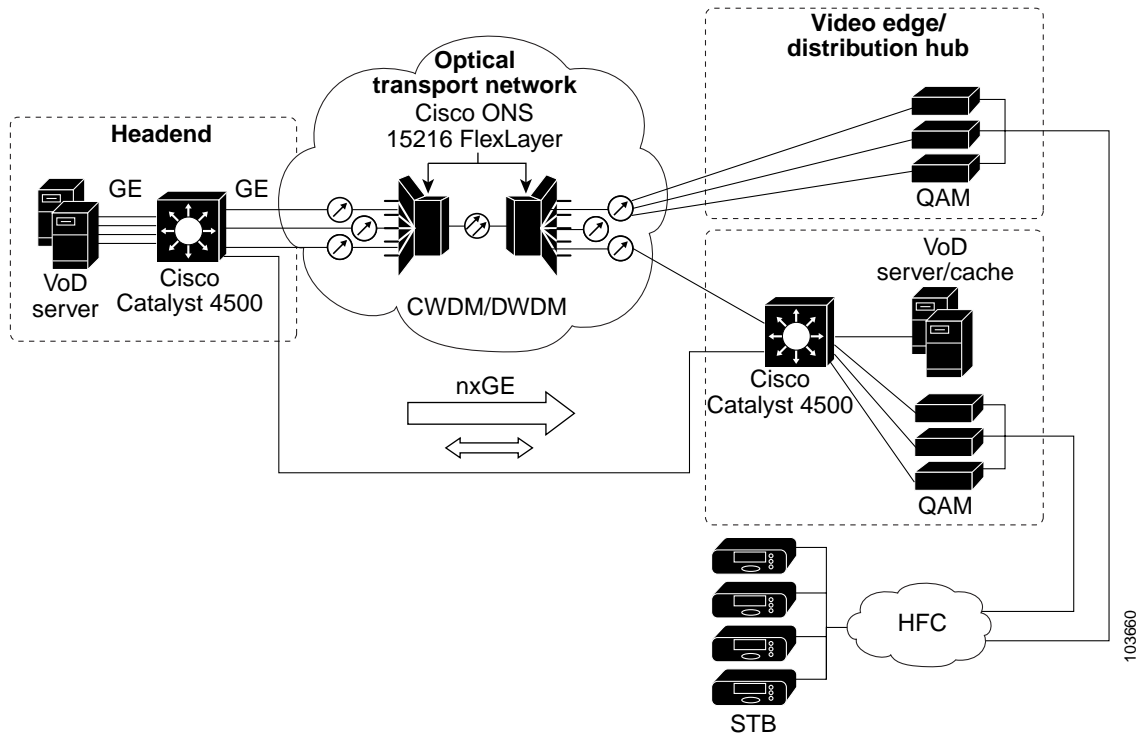 Video edge/
distribution hub
Optical
transport network
Cisco ONS
15216 FlexLayer
Headend
GE
GE
QAM
VoD
server
Cisco
Catalyst 4500
CWDM/DWDM
VoD
server/cache
nxGE
Cisco
Catalyst 4500
QAM
HFC
STB
103660